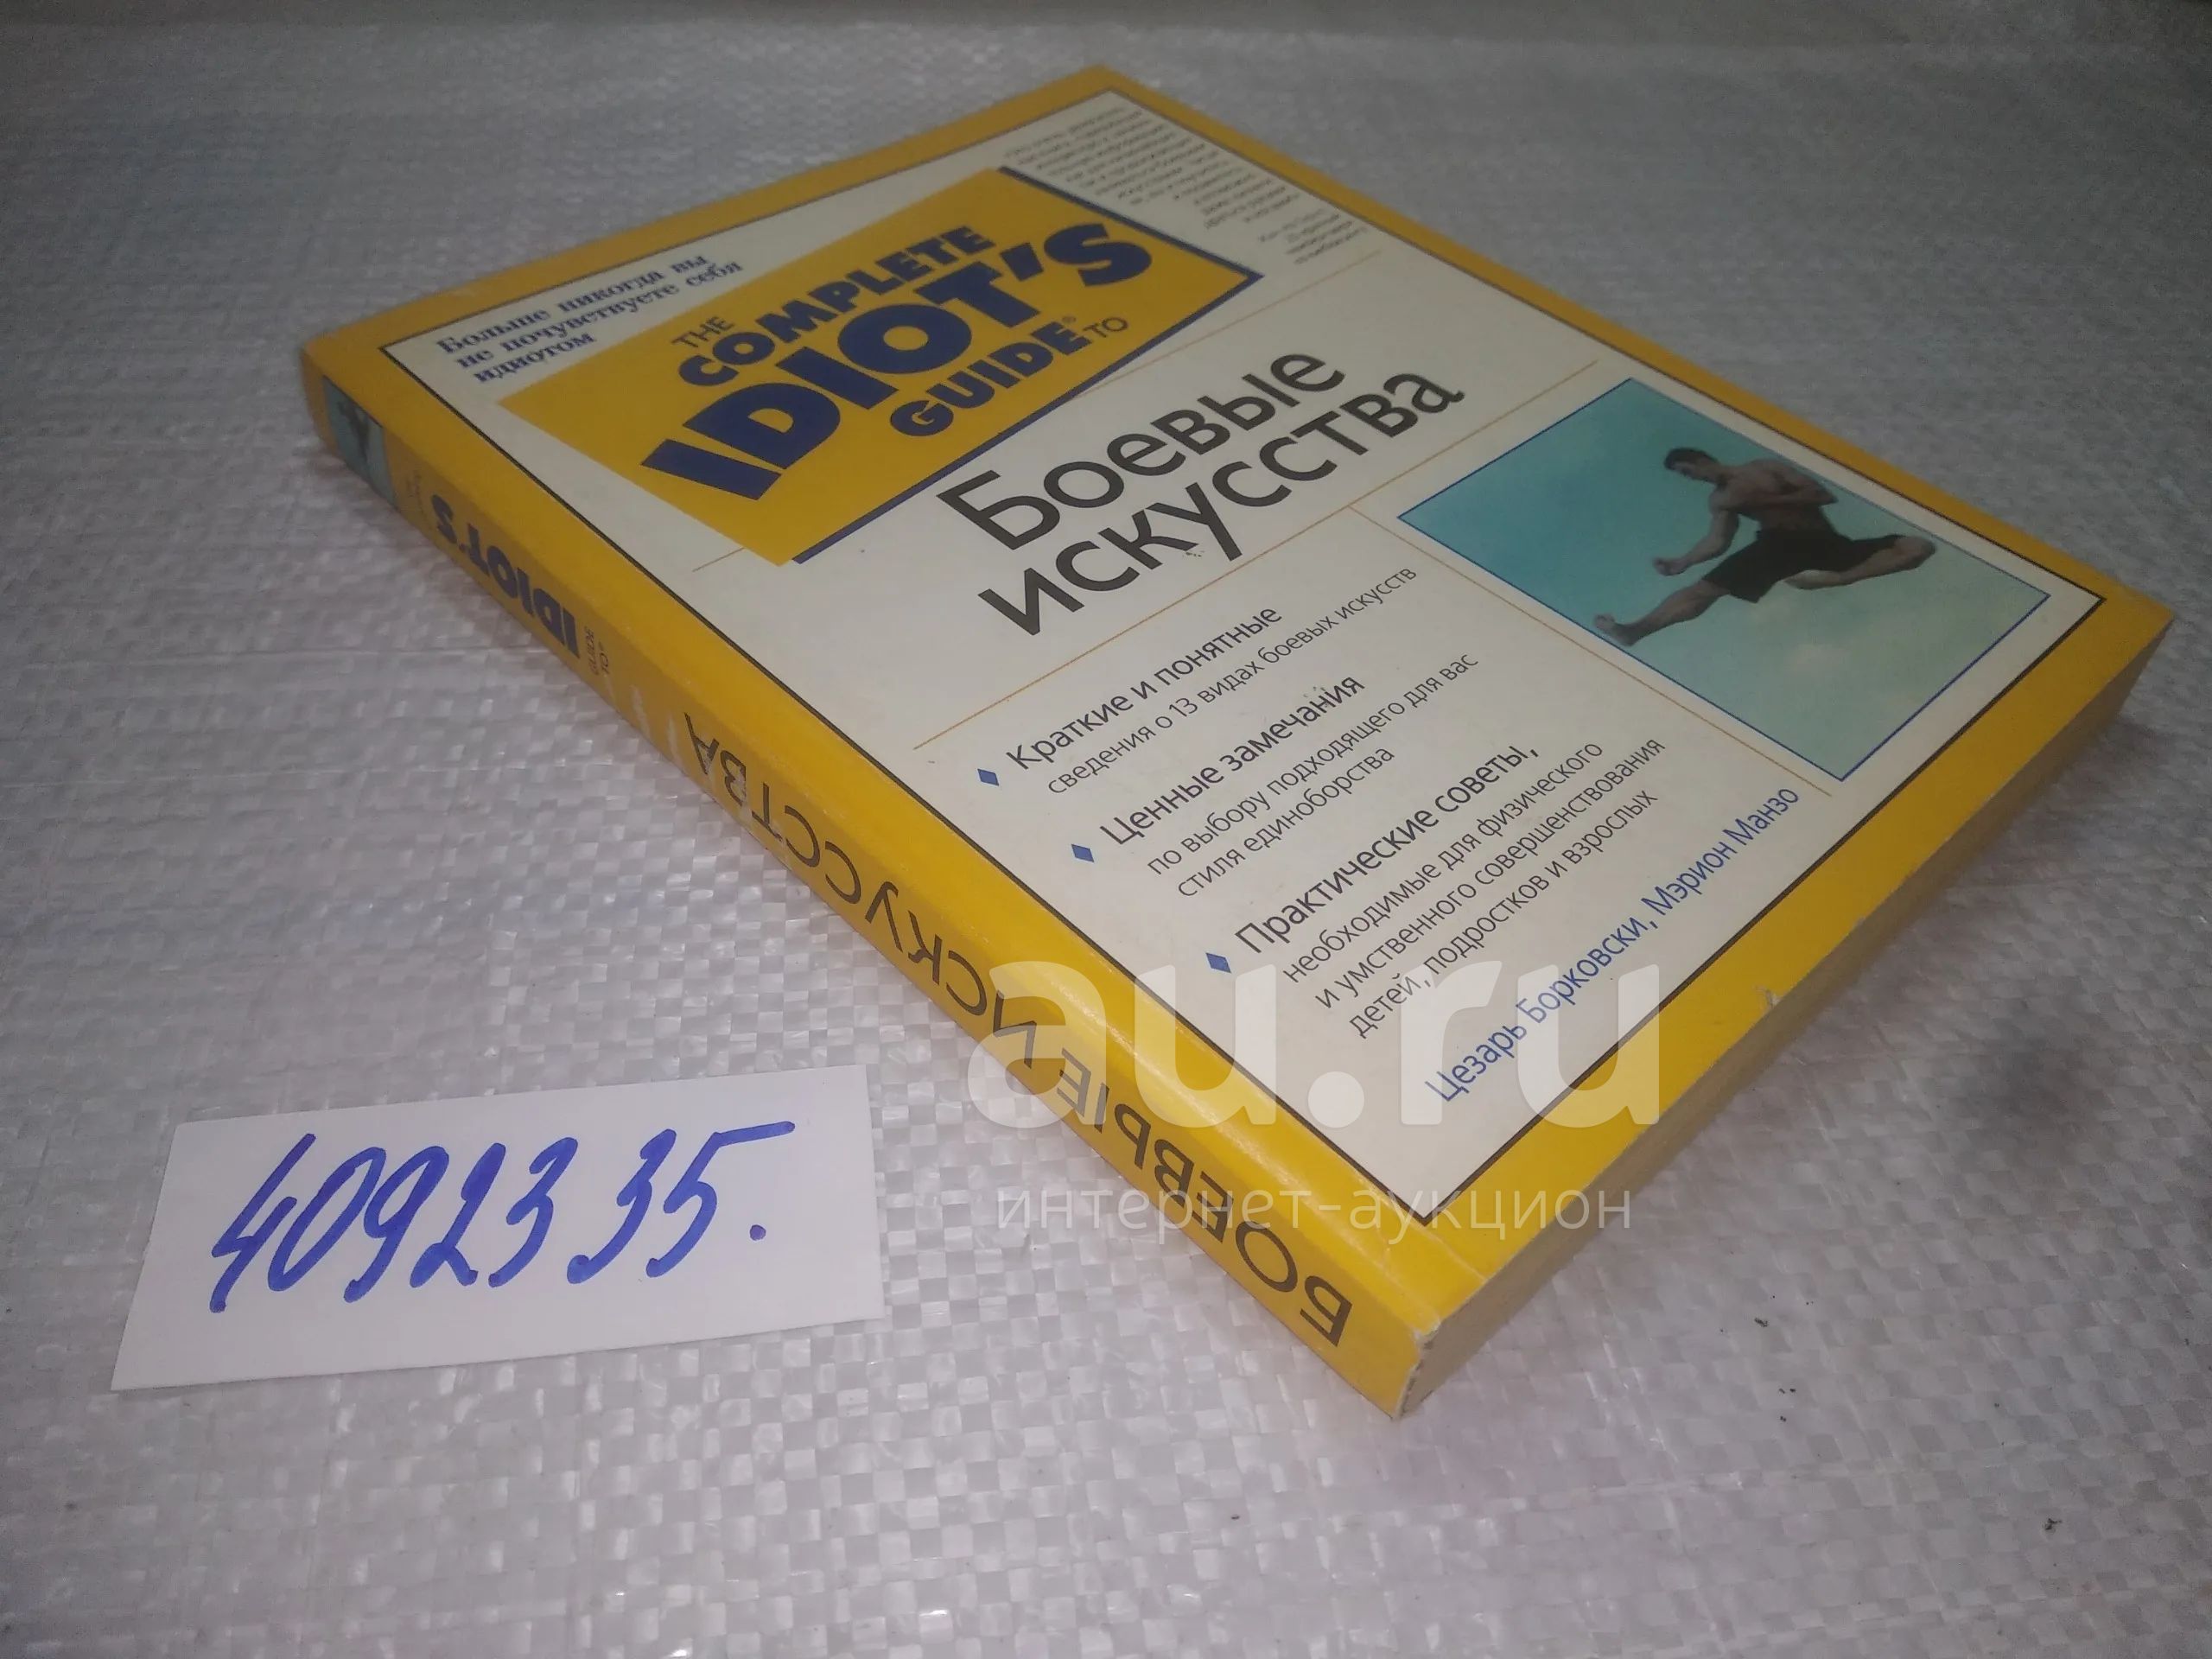 Больше никогда вы
не почувствуете себя
идиотом
THE
COMPLETE
IDIOT'S
GUIDE® TO
Боевые
искусства
Краткие и понятные
сведения о 13 видах боевых искусств
Ценные замечания
по выбору подходящего для вас
стиля единоборства
Практические советы,
необходимые для физического
и умственного совершенствования
детей, подростков и взрослых
Цезарь Борковски, Мэрион Манзо
IDIOT'S
БОЕВЫЕ ИСКУССТВА
4092335.
au.ru
интернет-аукцион